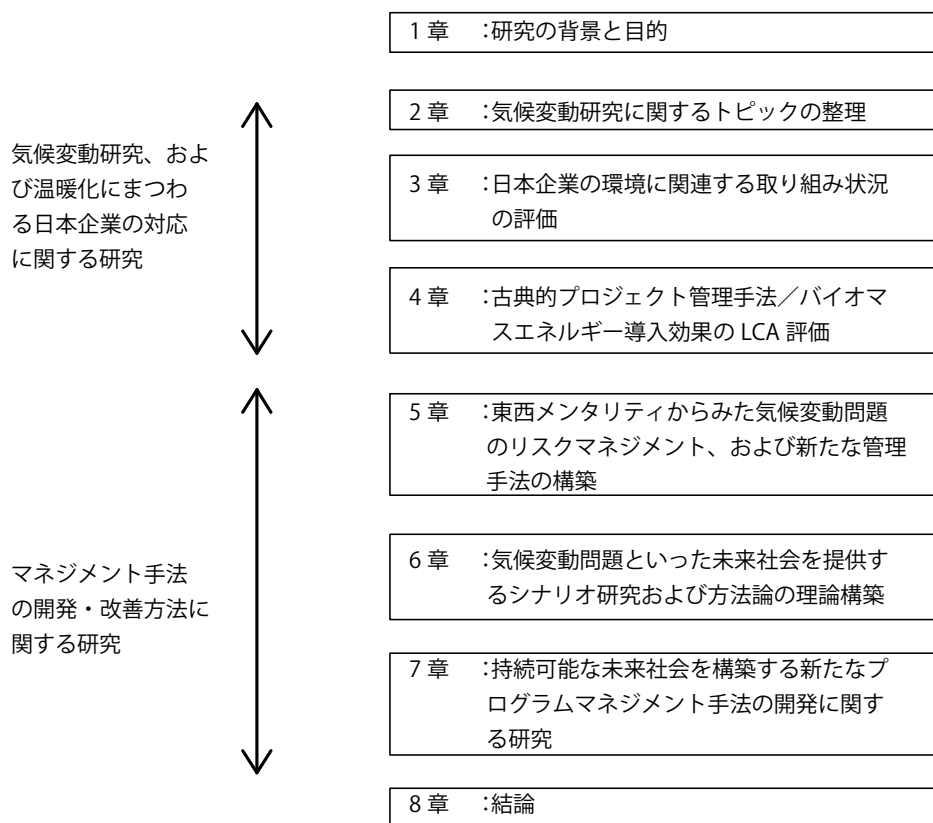 1 章　：研究の背景と目的
気候変動研究、およ
び温暖化にまつわ
る日本企業の対応
に関する研究
2 章　：気候変動研究に関するトピックの整理
3 章　：日本企業の環境に関連する取り組み状況
の評価
4 章　：古典的プロジェクト管理手法／バイオマ
スエネルギー導入効果の LCA 評価
マネジメント手法
の開発・改善方法に
関する研究
5 章　：東西メンタリティからみた気候変動問題
のリスクマネジメント、および新たな管理
手法の構築
6 章　：気候変動問題といった未来社会を提供す
るシナリオ研究および方法論の理論構築
7 章　：持続可能な未来社会を構築する新たなプ
ログラムマネジメント手法の開発に関す
る研究
8 章　：結論